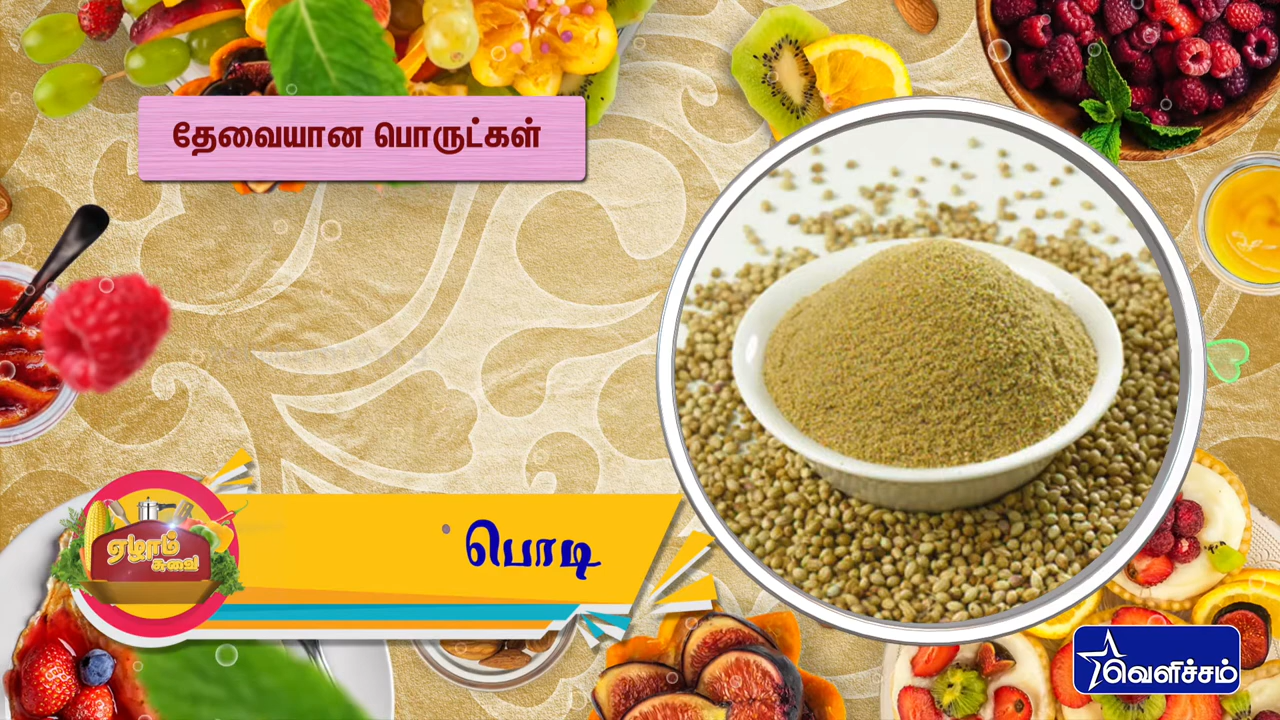 தேவையான பொருட்கள்
பொடி
ஏழாம்
சுவை
வெளிச்சம்